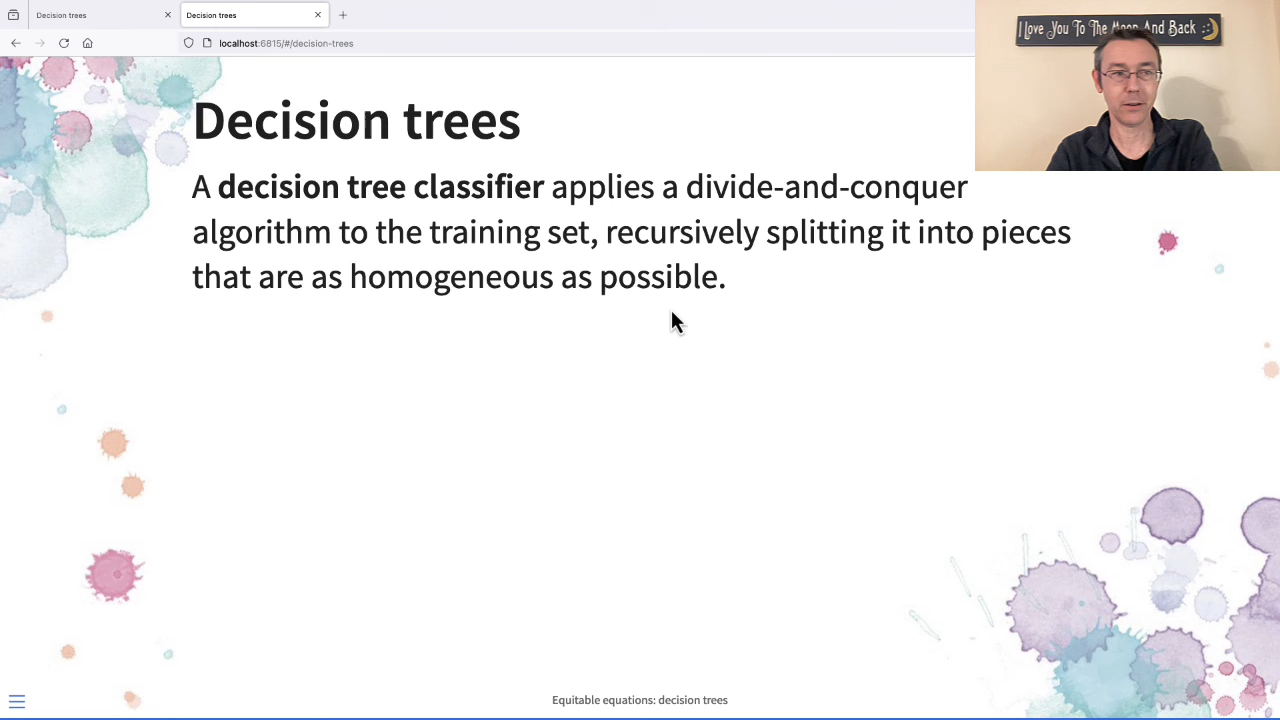 Decision trees
Decision trees
localhost:6815/#/decision-trees
I Love You To The Moon And Back
Decision trees
A decision tree classifier applies a divide-and-conquer
algorithm to the training set, recursively splitting it into pieces
that are as homogeneous as possible.
Equitable equations: decision trees